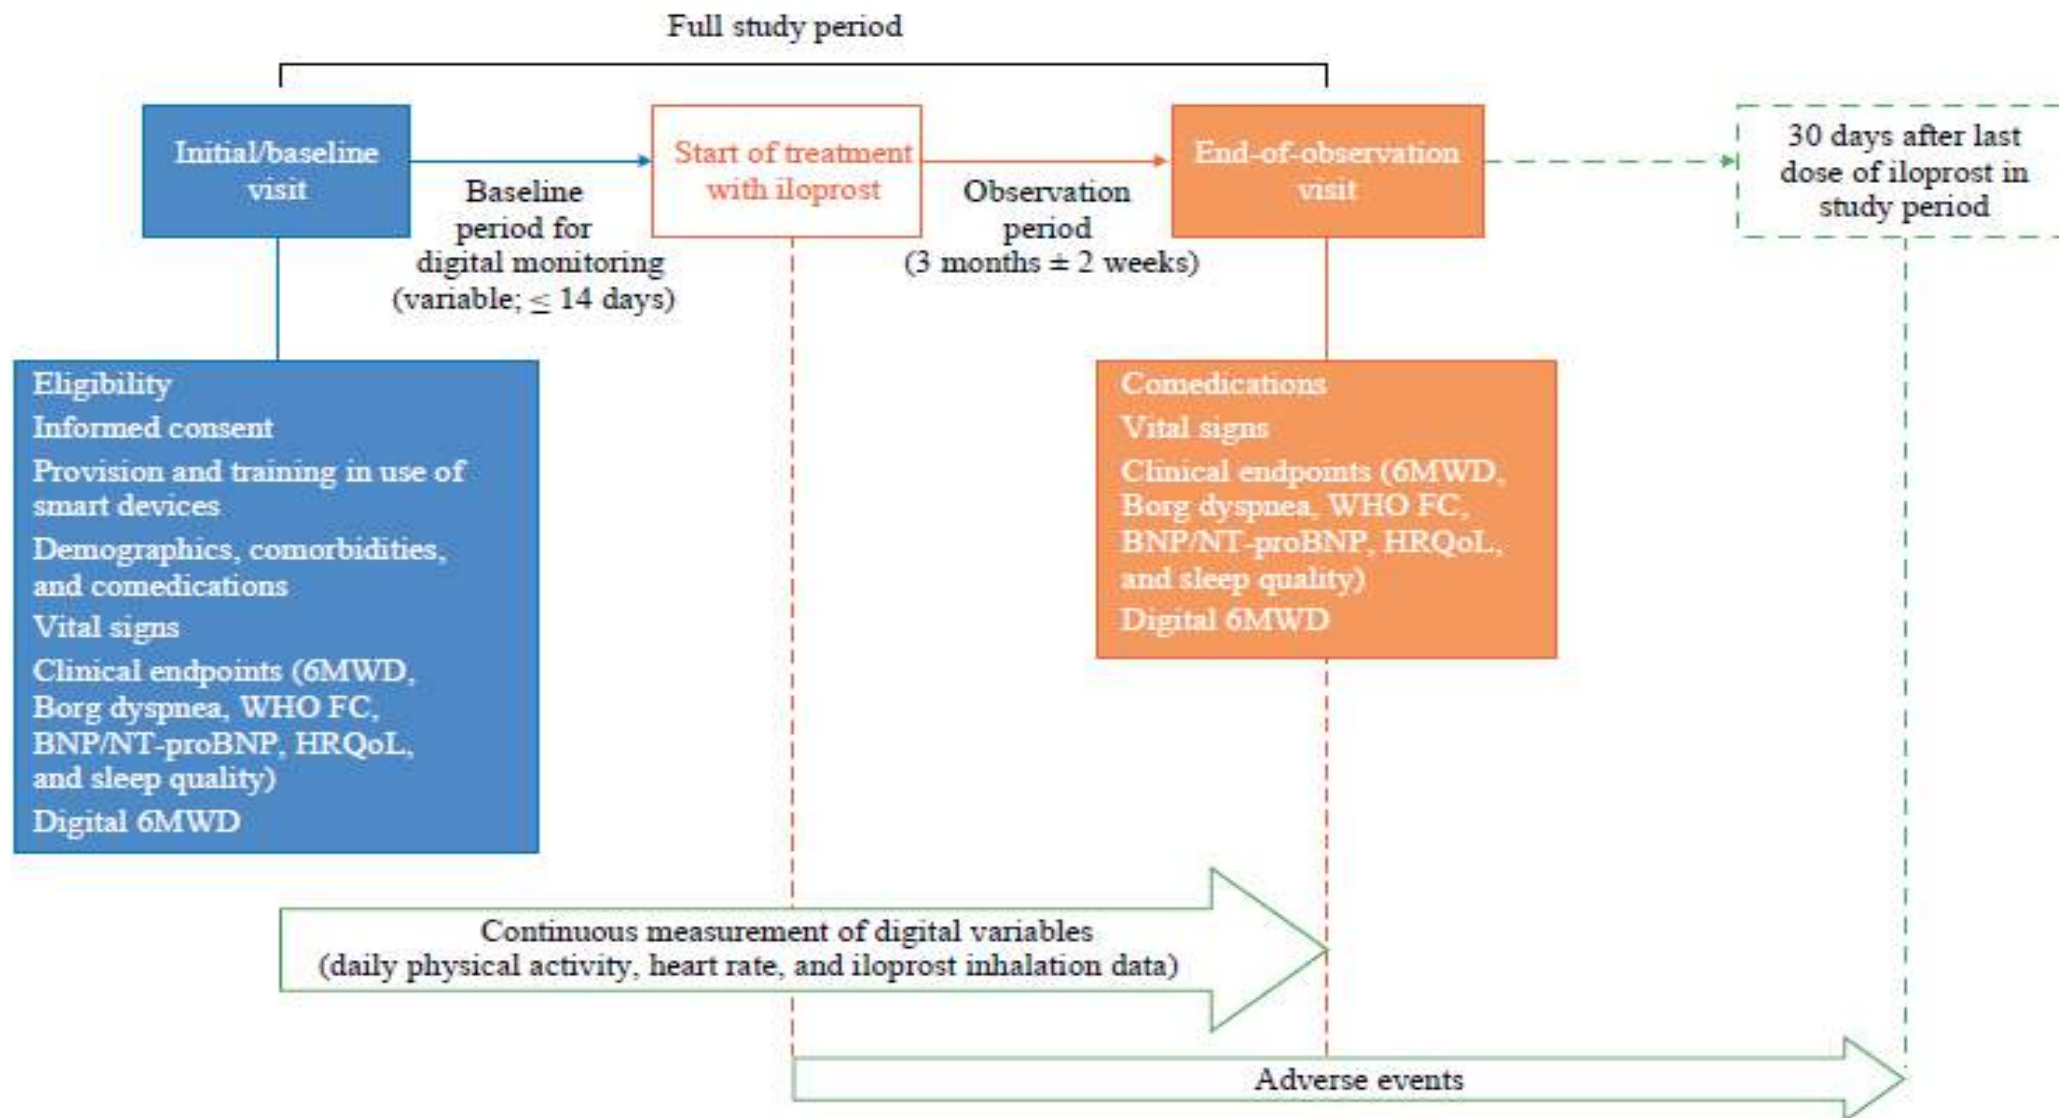 Full study period
Initial/baseline
visit
Baseline
period for
digital monitoring
(variable; ≤ 14 days)
Start of treatment
with iloprost
Observation
period
(3 months ± 2 weeks)
End-of-observation
visit
30 days after last
dose of iloprost in
study period
Eligibility
Informed consent
Provision and training in use of
smart devices
Demographics, comorbidities,
and comedications
Vital signs
Clinical endpoints (6MWD,
Borg dyspnea, WHO FC,
BNP/NT-proBNP, HRQoL,
and sleep quality)
Digital 6MWD
Comedications
Vital signs
Clinical endpoints (6MWD,
Borg dyspnea, WHO FC,
BNP/NT-proBNP, HRQoL,
and sleep quality)
Digital 6MWD
Continuous measurement of digital variables
(daily physical activity, heart rate, and iloprost inhalation data)
Adverse events